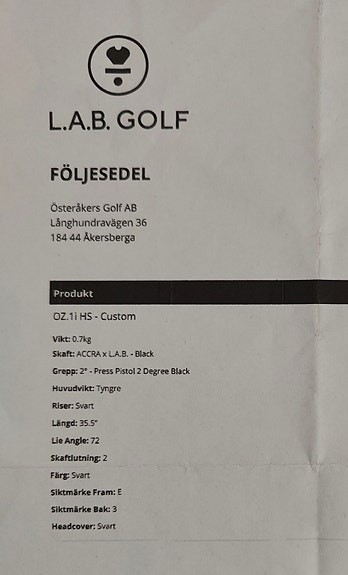 L.A.B. GOLF
FÖLJESEDEL
Österåkers Golf AB
Långhundravägen 36
184 44 Åkersberga
Produkt
OZ.1i HS - Custom
Vikt: 0.7kg
Skaft: ACCRA x L.A.B. - Black
Grepp: 2° - Press Pistol 2 Degree Black
Huvudvikt: Tyngre
Riser: Svart
Längd: 35.5"
Lie Angle: 72
Skaftlutning: 2
Färg: Svart
Siktmärke Fram: E
Siktmärke Bak: 3
Headcover: Svart